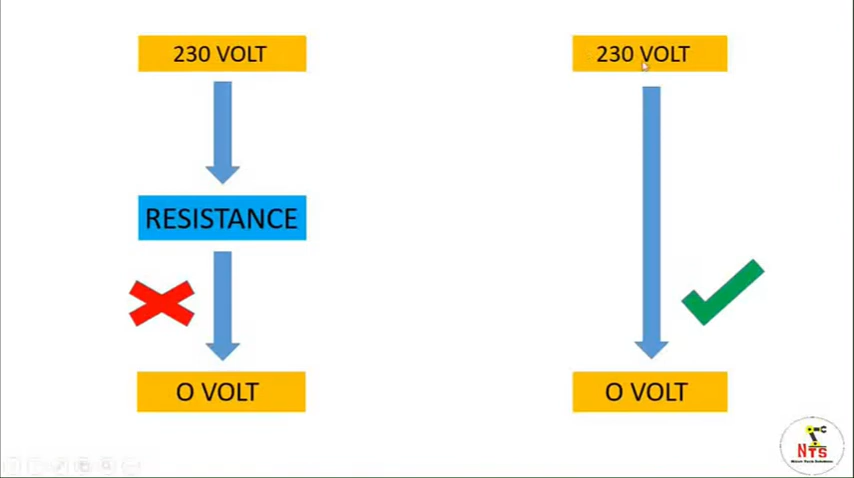 230 VOLT
230 VOLT
RESISTANCE
O VOLT
O VOLT
NTS